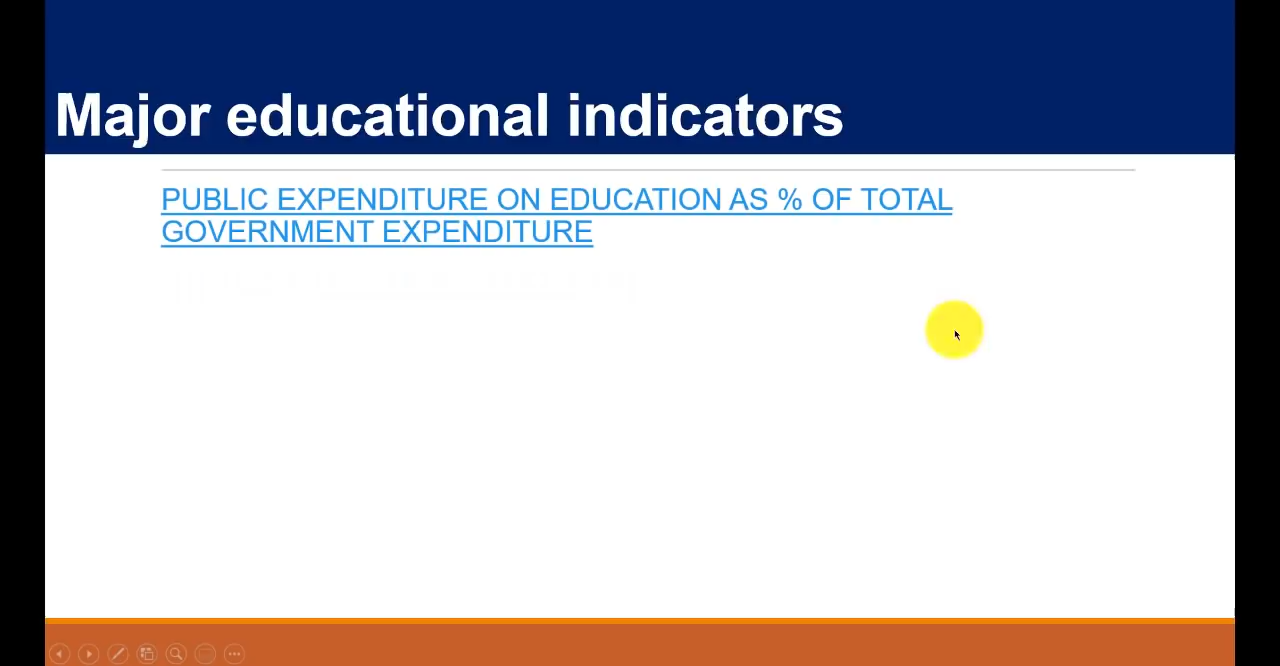 Major educational indicators
PUBLIC EXPENDITURE ON EDUCATION AS % OF TOTAL
GOVERNMENT EXPENDITURE